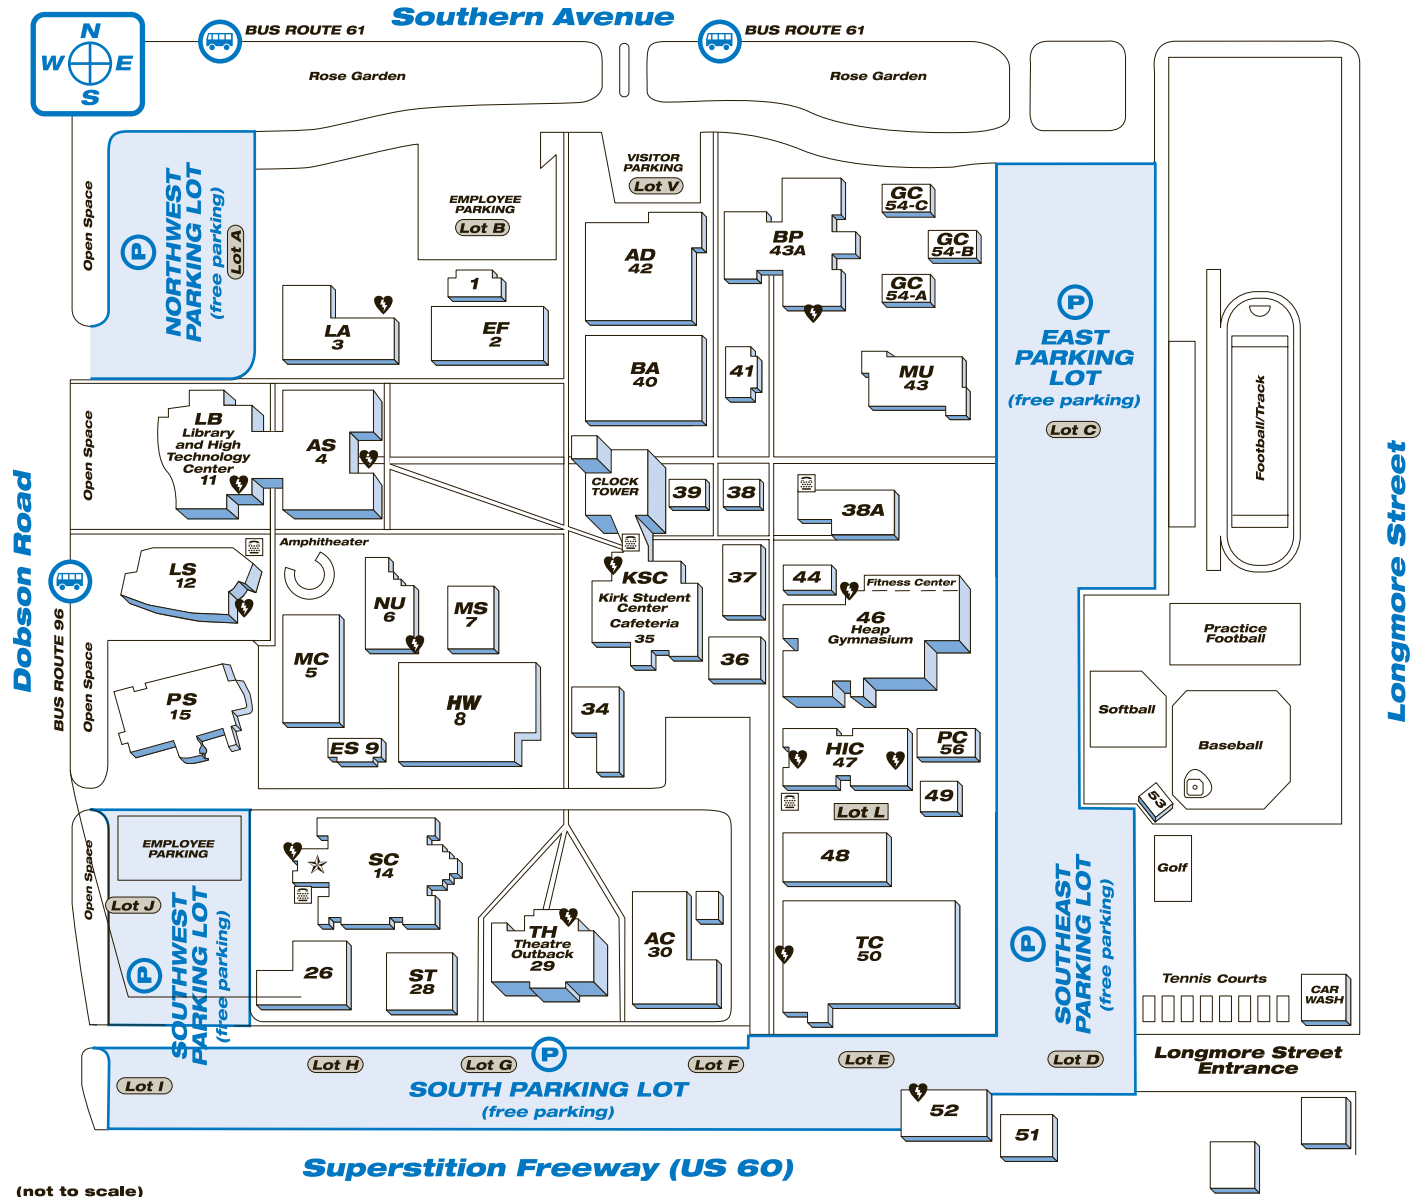 Southern Avenue
N
W E
S
BUS ROUTE 61
BUS ROUTE 61
Rose Garden
Rose Garden
Open Space
NORTHWEST
PARKING LOT
(free parking)
P
Lot A
EMPLOYEE
PARKING
Lot B
VISITOR
PARKING
Lot V
AD
42
BP
43A
GC
54-C
GC
54-B
GC
54-A
1
LA
3
EF
2
BA
40
41
MU
43
P
EAST
PARKING
LOT
(free parking)
Lot C
Football/Track
Open Space
LB
Library
and High
Technology
Center
11
AS
4
CLOCK
TOWER
39
38
38A
Dobson Road
Longmore Street
BUS ROUTE 96
LS
12
Amphitheater
NU
6
MS
7
KSC
Kirk Student
Center
Cafeteria
35
37
44
Fitness Center
46
Heap
Gymnasium
36
Practice
Football
Open Space
PS
15
MC
5
HW
8
ES 9
34
HIC
47
PC
56
49
Lot L
Softball
Baseball
53
Open Space
EMPLOYEE
PARKING
Lot J
SOUTHWEST
PARKING LOT
(free parking)
P
SC
14
48
Golf
TH
Theatre
Outback
29
AC
30
TC
50
P
SOUTHEAST
PARKING LOT
(free parking)
26
ST
28
Tennis Courts
CAR
WASH
Lot I
Lot H
Lot G
P
Lot F
Lot E
Lot D
Longmore Street
Entrance
SOUTH PARKING LOT
(free parking)
52
51
Superstition Freeway (US 60)
(not to scale)